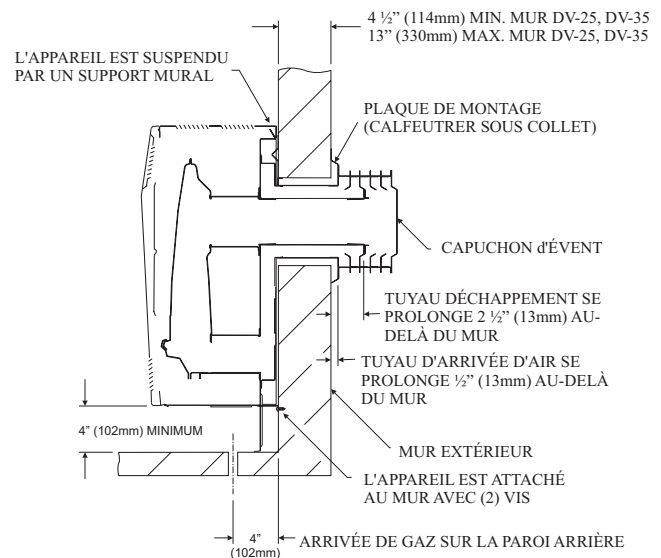 4 ½" (114mm) MIN. MUR DV-25, DV-35
13" (330mm) MAX. MUR DV-25, DV-35
L'APPAREIL EST SUSPENDU
PAR UN SUPPORT MURAL
PLAQUE DE MONTAGE
(CALFEUTRER SOUS COLLET)
CAPUCHON d'ÉVENT
TUYAU DÉCHAPPEMENT SE
PROLONGE 2 ½" (13mm) AU-
DELÀ DU MUR
TUYAU D'ARRIVÉE D'AIR SE
PROLONGE ½" (13mm) AU-DELÀ
DU MUR
4" (102mm) MINIMUM
MUR EXTÉRIEUR
L'APPAREIL EST ATTACHÉ
AU MUR AVEC (2) VIS
4"
(102mm)
ARRIVÉE DE GAZ SUR LA PAROI ARRIÈRE